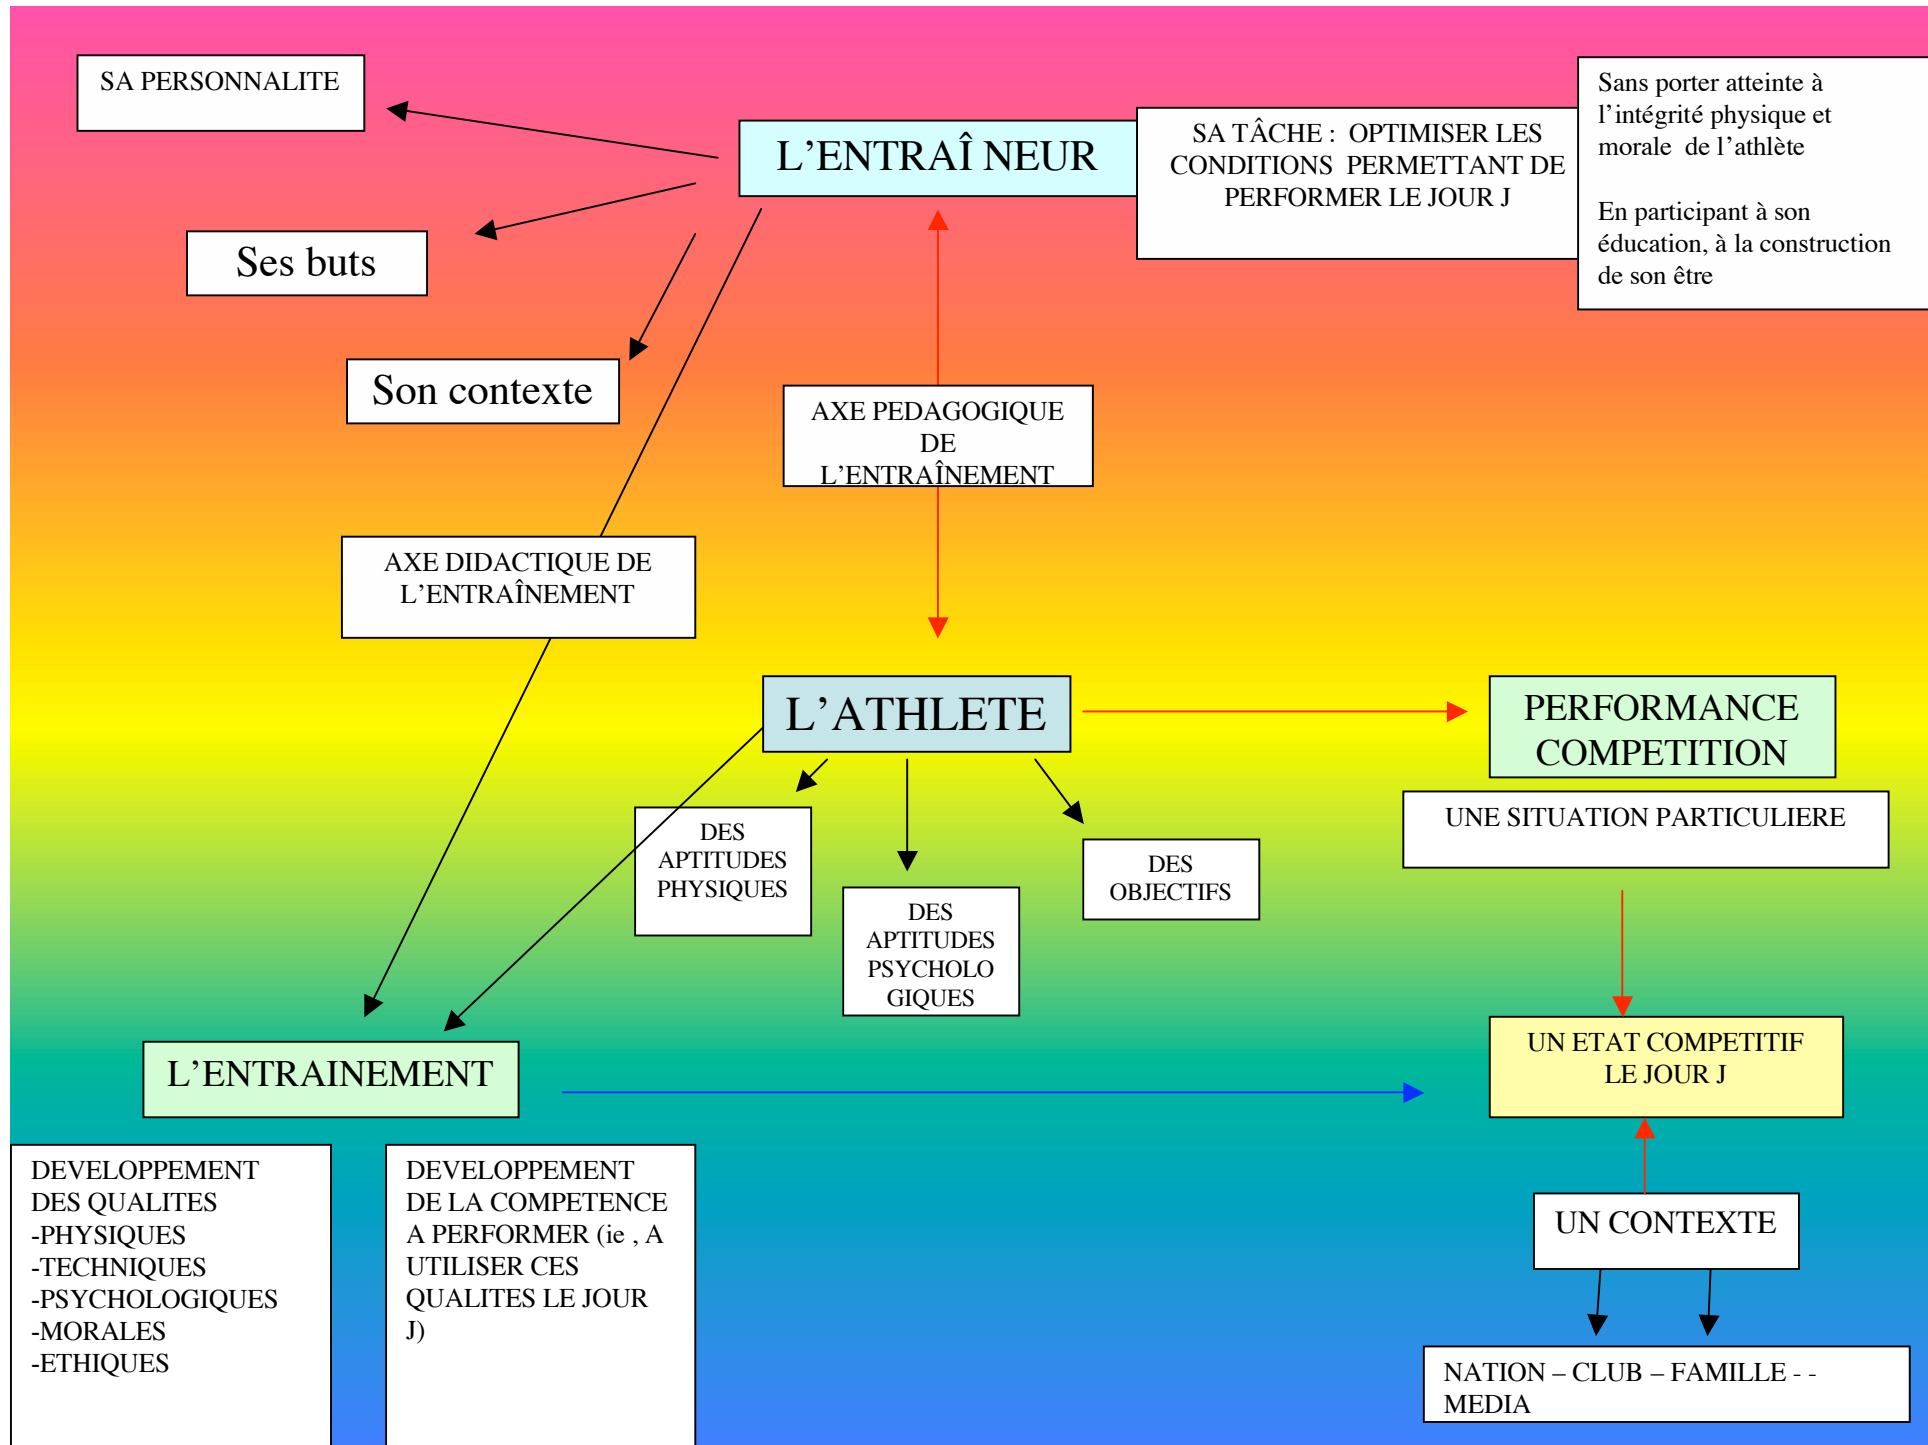 SA PERSONNALITE
L’ENTRAÎ NEUR
SA TÂCHE :  OPTIMISER LES
CONDITIONS  PERMETTANT DE
PERFORMER LE JOUR J
Sans porter atteinte à
l’intégrité physique et
morale  de l’athlète
En participant à son
éducation, à la construction
de son être
Ses buts
Son contexte
AXE PEDAGOGIQUE
DE
L’ENTRAÎNEMENT
AXE DIDACTIQUE DE
L’ENTRAÎNEMENT
L’ATHLETE
PERFORMANCE
COMPETITION
UNE SITUATION PARTICULIERE
DES
APTITUDES
PHYSIQUES
DES
APTITUDES
PSYCHOLO
GIQUES
DES
OBJECTIFS
L’ENTRAINEMENT
UN ETAT COMPETITIF
LE JOUR J
DEVELOPPEMENT
DES QUALITES
-PHYSIQUES
-TECHNIQUES
-PSYCHOLOGIQUES
-MORALES
-ETHIQUES
DEVELOPPEMENT
DE LA COMPETENCE
A PERFORMER (ie , A
UTILISER CES
QUALITES LE JOUR
J)
UN CONTEXTE
NATION – CLUB – FAMILLE - -
MEDIA